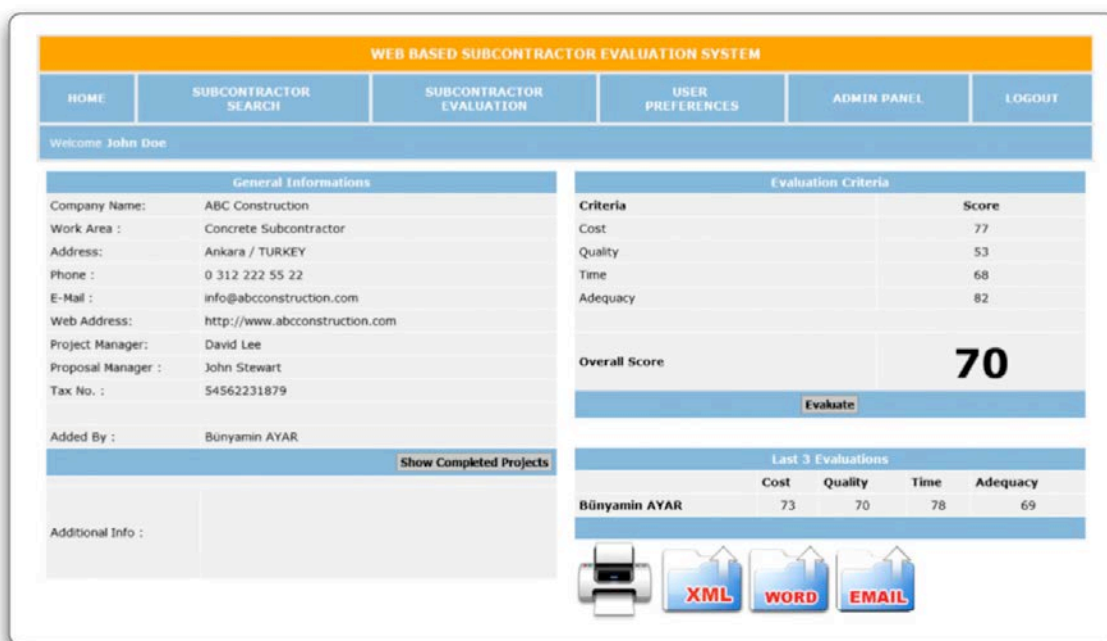 WEB BASED SUBCONTRACTOR EVALUATION SYSTEM
HOME
SUBCONTRACTOR
SEARCH
SUBCONTRACTOR
EVALUATION
USER
PREFERENCES
ADMIN PANEL
LOGOUT
Welcome John Doe
General Informations
Company Name: ABC Construction
Work Area : Concrete Subcontractor
Address: Ankara / TURKEY
Phone : 0 312 222 55 22
E-Mail : info@abcconstruction.com
Web Address: http://www.abcconstruction.com
Project Manager: David Lee
Proposal Manager : John Stewart
Tax No. : 54562231879
Added By : Bünyamin AYAR
Show Completed Projects
Additional Info :
Evaluation Criteria
Criteria Score
Cost 77
Quality 53
Time 68
Adequacy 82
Overall Score 70
Evaluate
Last 3 Evaluations
Cost Quality Time Adequacy
Bünyamin AYAR 73 70 78 69
XML WORD EMAIL